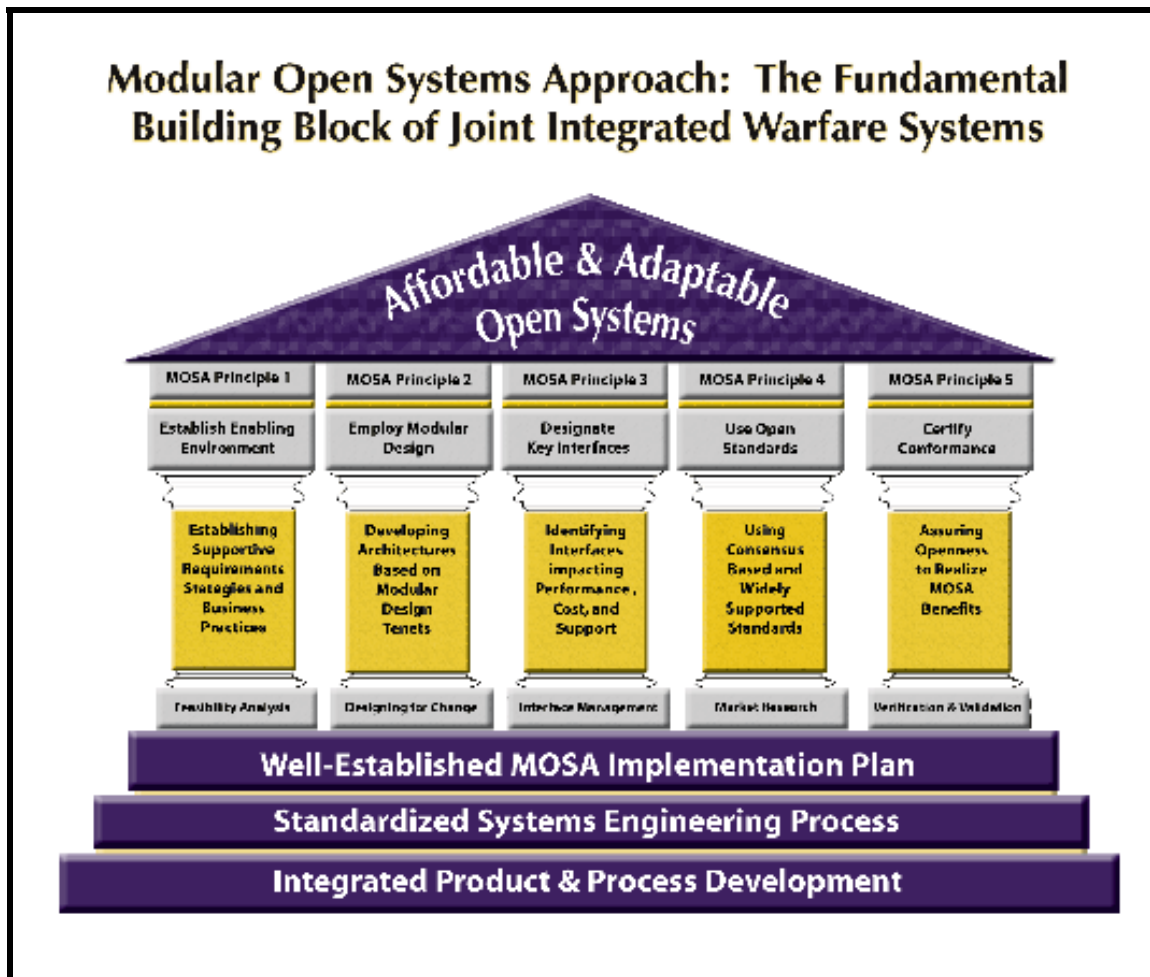 Modular Open Systems Approach: The Fundamental
Building Block of Joint Integrated Warfare Systems
Affordable & Adaptable
Open Systems
MOSA Principle 1
Establish Enabling
Environment
Establishing
Supportive
Requirements
Stategies and
Business
Practices
Feasibility Analysis
MOSA Principle 2
Employ Modular
Design
Developing
Architectures
Based on
Modular
Design
Tenets
Designing for Change
MOSA Principle 3
Designate
Key Interfaces
Identifying
Interfaces
impacting
Performance,
Cost, and
Support
Interface Management
MOSA Principle 4
Use Open
Standards
Using
Consensus
Based and
Widely
Supported
Standards
Market Research
MOSA Principle 5
Certify
Conformance
Assuring
Openness
to Realize
MOSA
Benefits
Verification & Validation
Well-Established MOSA Implementation Plan
Standardized Systems Engineering Process
Integrated Product & Process Development